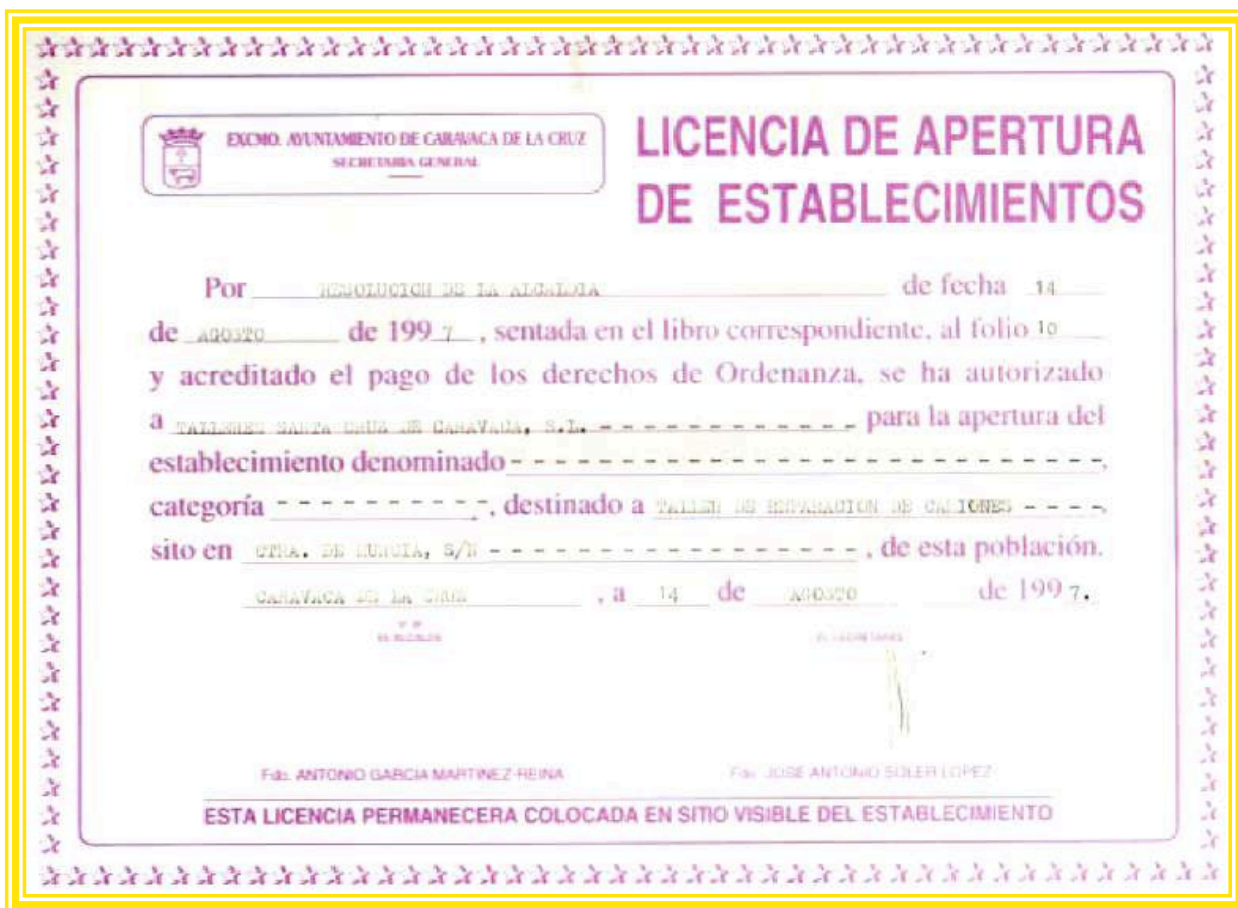 EXCMO. AYUNTAMIENTO DE CARAVACA DE LA CRUZ
SECRETARIA GENERAL
LICENCIA DE APERTURA
DE ESTABLECIMIENTOS
Por RESOLUCION DE LA ALCALDIA de fecha 14
de AGOSTO de 1997, sentada en el libro correspondiente, al folio 10
y acreditado el pago de los derechos de Ordenanza, se ha autorizado
a TALLERES SANTA CRUZ DE CARAVACA, S.L. - - - - - - - - - - - - - para la apertura del
establecimiento denominado - - - - - - - - - - - - - - - - - - - - - - - - - - - - -,
categoría - - - - - - - - - -, destinado a TALLER DE REPARACION DE CAMIONES - - - -,
sito en CTRA. DE MURCIA, S/N - - - - - - - - - - - - - - - - - -, de esta población.
CARAVACA DE LA CRUZ, a 14 de AGOSTO de 1997.
Vº Bº
EL ALCALDE
EL SECRETARIO
Fdo. ANTONIO GARCIA MARTINEZ-REINA
Fdo. JOSE ANTONIO SOLER LOPEZ
ESTA LICENCIA PERMANECERA COLOCADA EN SITIO VISIBLE DEL ESTABLECIMIENTO